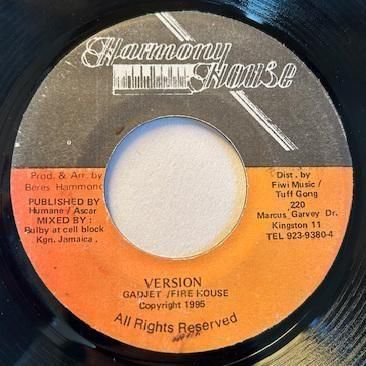 Harmony
House
Prod. & Arr. by
Beres Hammond
PUBLISHED BY
Humane / Ascar
MIXED BY :
Bulby at cell block
Kgn. Jamaica .
Dist . by
Fiwi Music /
Tuff Gong
220
Marcus Garvey Dr.
Kingston 11
TEL 923-9380-4
VERSION
GADJET /FIRE HOUSE
Copyright 1995
All Rights Reserved